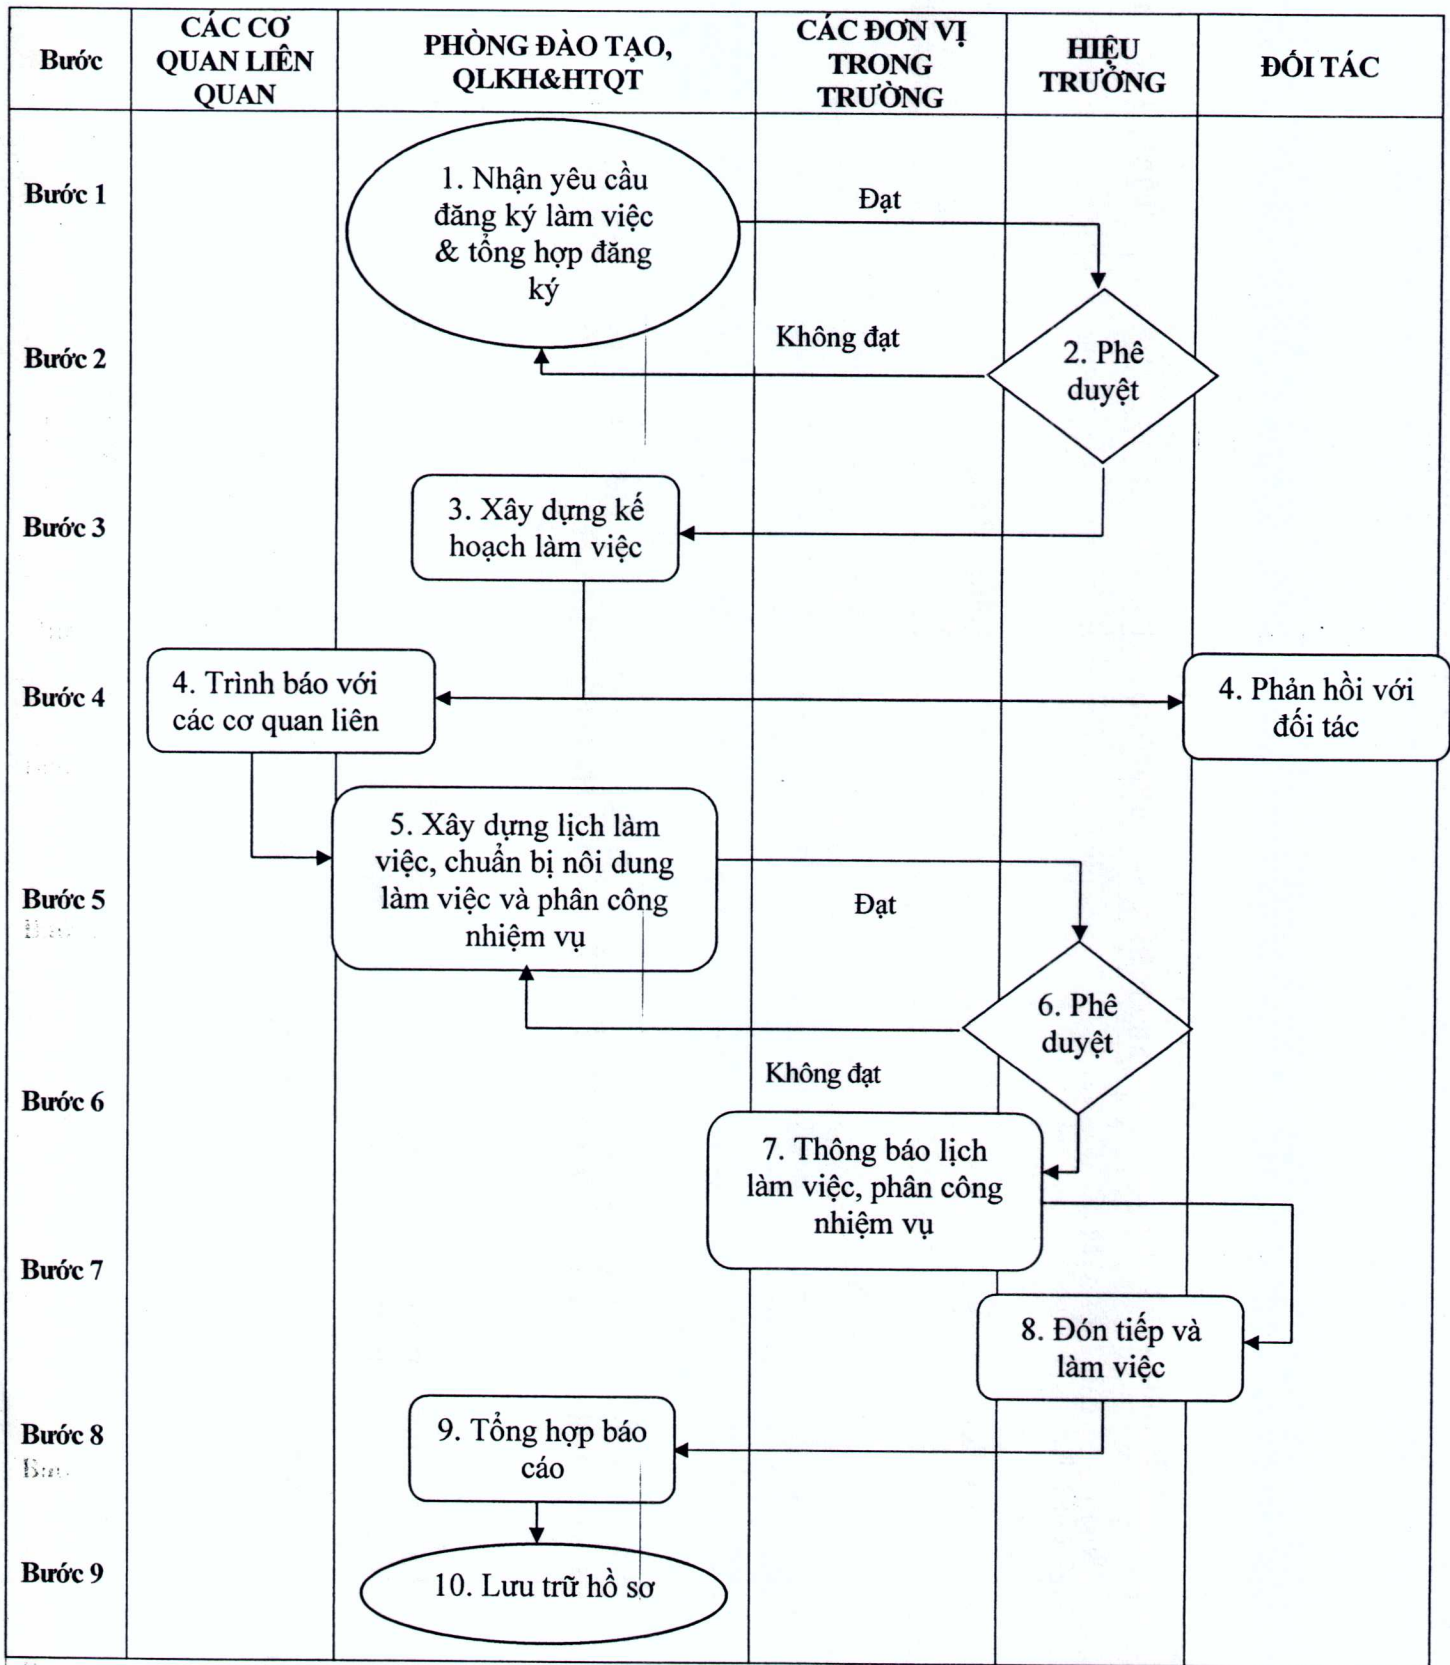 Bước
CÁC CƠ
QUAN LIÊN
QUAN
PHÒNG ĐÀO TẠO,
QLKH&HTQT
CÁC ĐƠN VỊ
TRONG
TRƯỜNG
HIỆU
TRƯỞNG
ĐỐI TÁC
Bước 1
1. Nhận yêu cầu
đăng ký làm việc
& tổng hợp đăng
ký
Đạt
Bước 2
Không đạt
2. Phê
duyệt
Bước 3
3. Xây dựng kế
hoạch làm việc
Bước 4
4. Trình báo với
các cơ quan liên
4. Phản hồi với
đối tác
Bước 5
5. Xây dựng lịch làm
việc, chuẩn bị nôi dung
làm việc và phân công
nhiệm vụ
Đạt
6. Phê
duyệt
Không đạt
Bước 6
7. Thông báo lịch
làm việc, phân công
nhiệm vụ
Bước 7
8. Đón tiếp và
làm việc
Bước 8
9. Tổng hợp báo
cáo
Bước 9
10. Lưu trữ hồ sơ